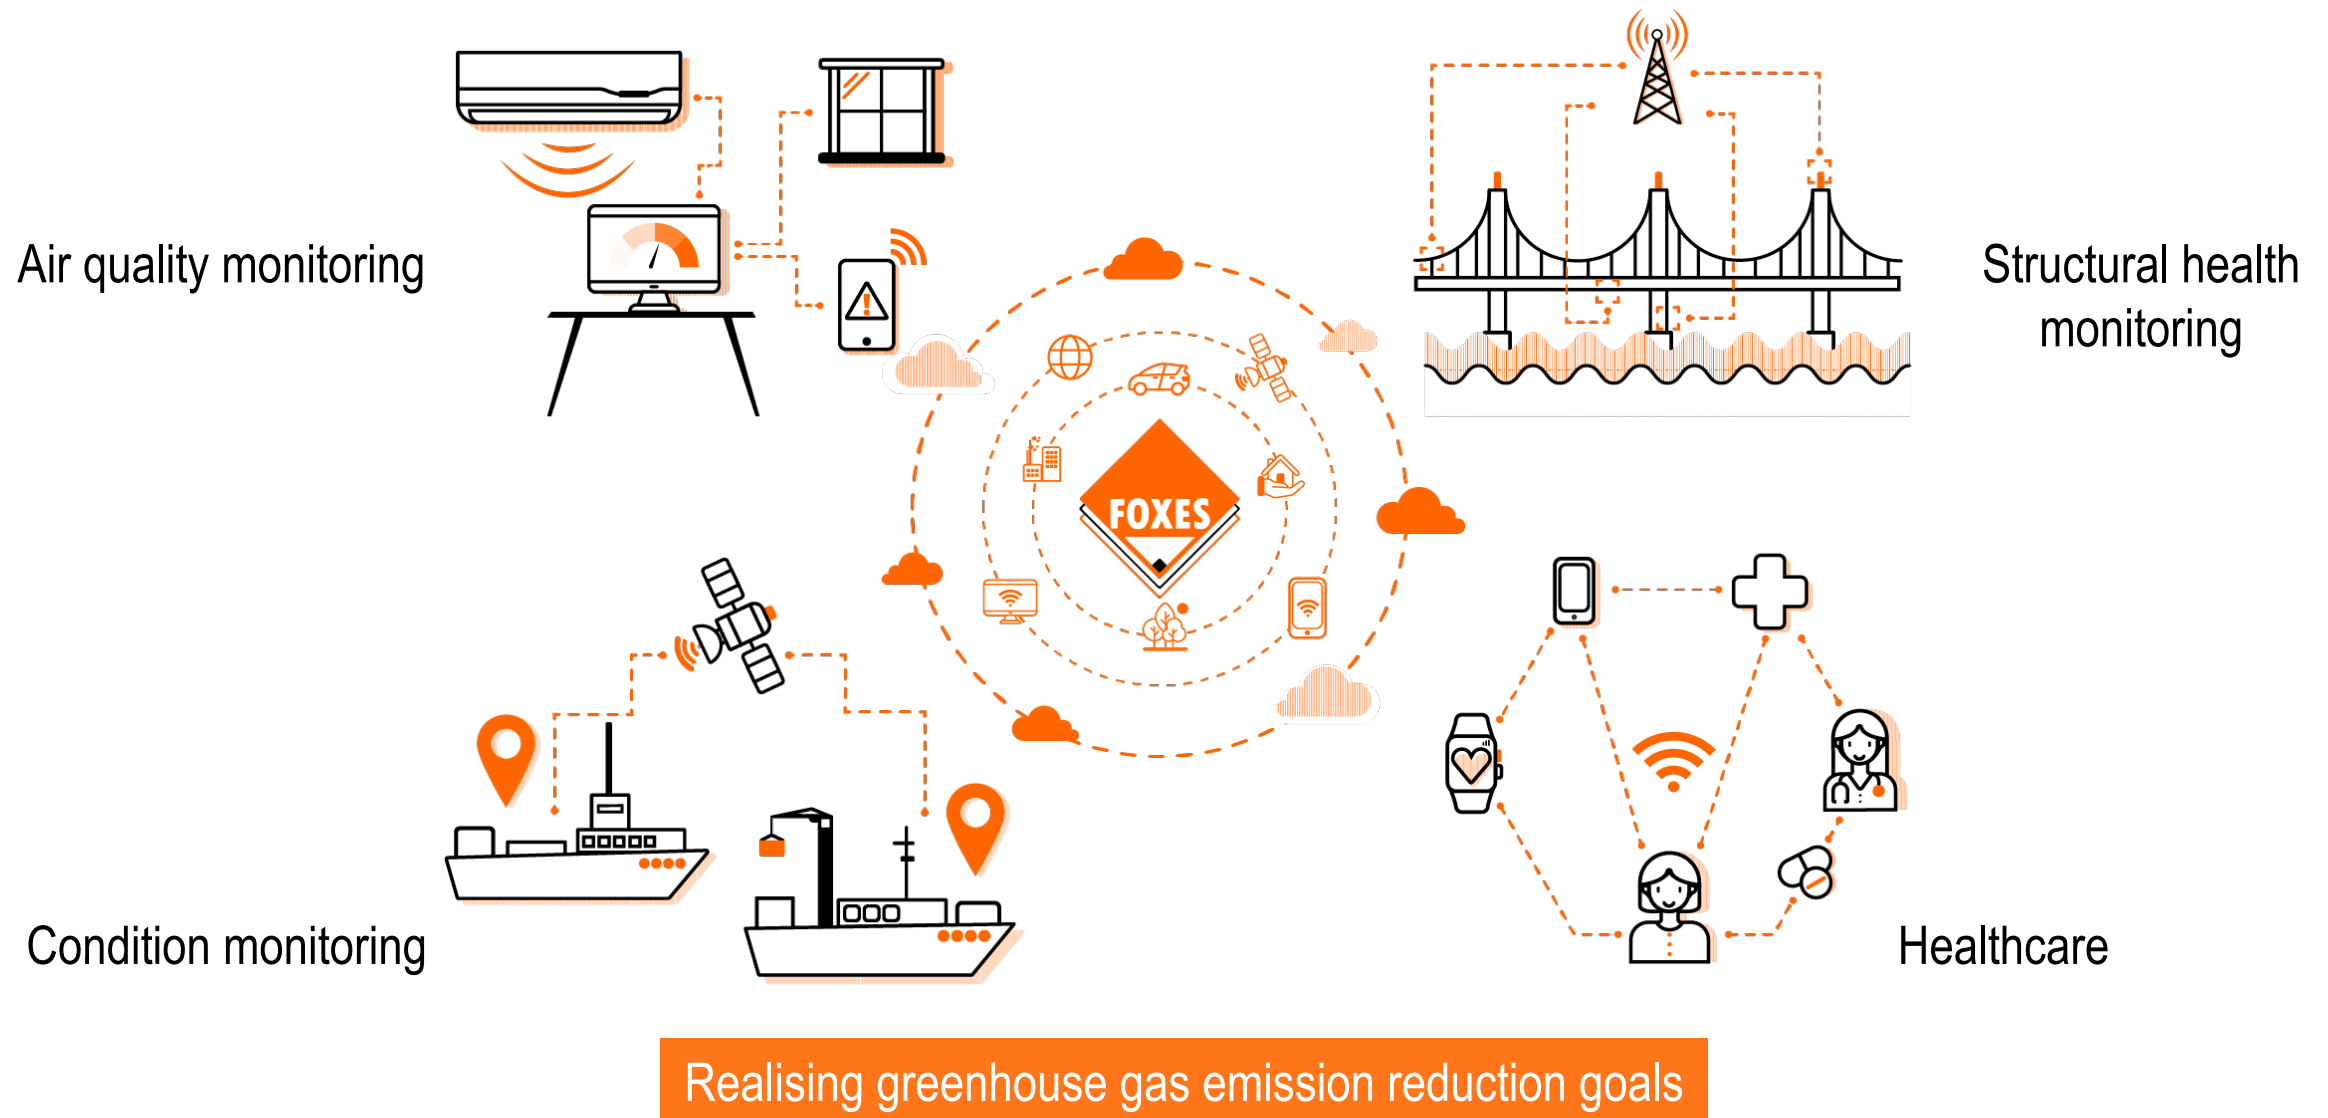 Air quality monitoring
Structural health
monitoring
FOXES
Condition monitoring
Healthcare
Realising greenhouse gas emission reduction goals